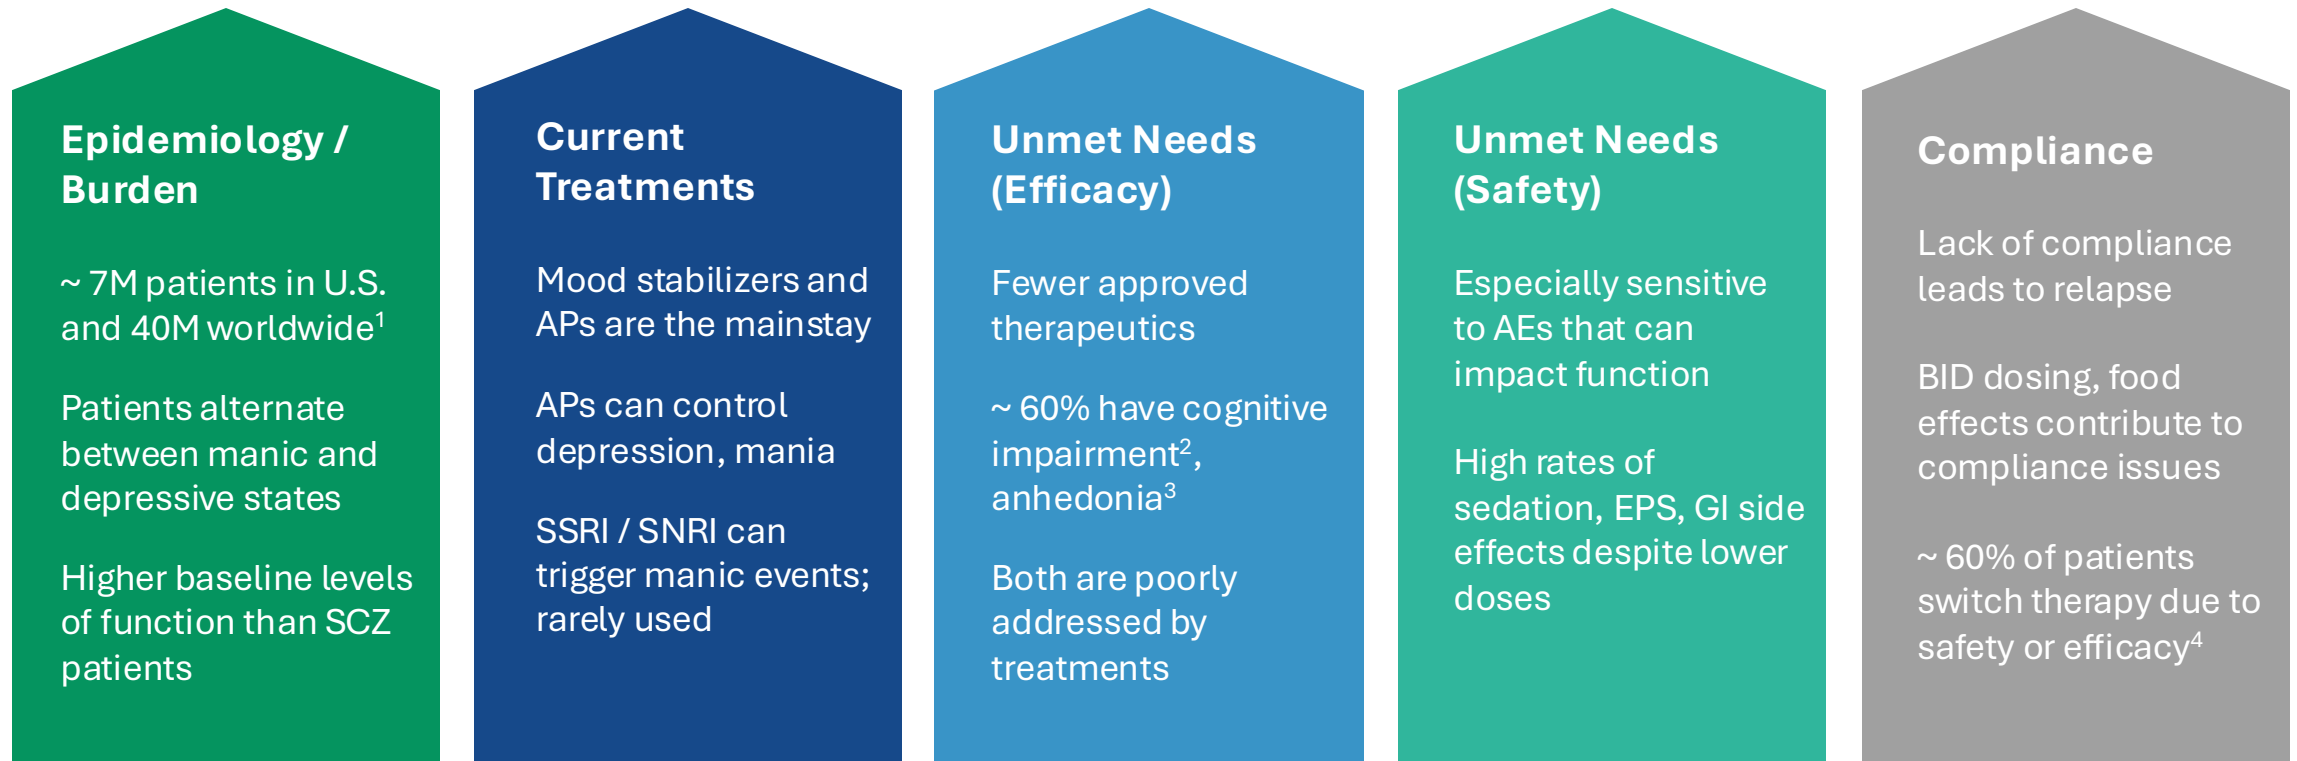 Epidemiology /
Burden
~ 7M patients in U.S.
and 40M worldwide¹
Patients alternate
between manic and
depressive states
Higher baseline levels
of function than SCZ
patients
Current
Treatments
Mood stabilizers and
APs are the mainstay
APs can control
depression, mania
SSRI / SNRI can
trigger manic events;
rarely used
Unmet Needs
(Efficacy)
Fewer approved
therapeutics
~ 60% have cognitive
impairment²,
anhedonia³
Both are poorly
addressed by
treatments
Unmet Needs
(Safety)
Especially sensitive
to AEs that can
impact function
High rates of
sedation, EPS, GI side
effects despite lower
doses
Compliance
Lack of compliance
leads to relapse
BID dosing, food
effects contribute to
compliance issues
~ 60% of patients
switch therapy due to
safety or efficacy⁴